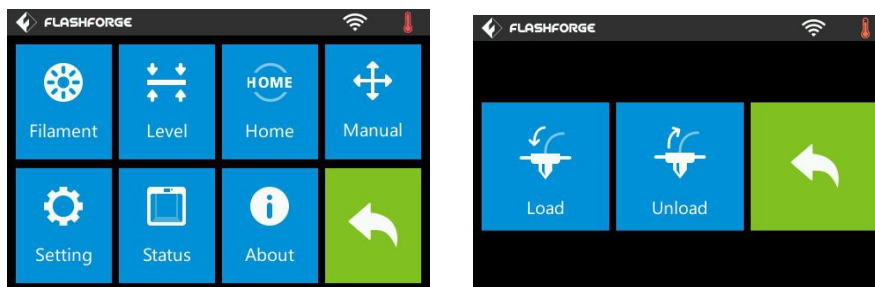 FLASHFORGE
Filament Level Home Manual
HOME
Setting Status About
FLASHFORGE
Load Unload